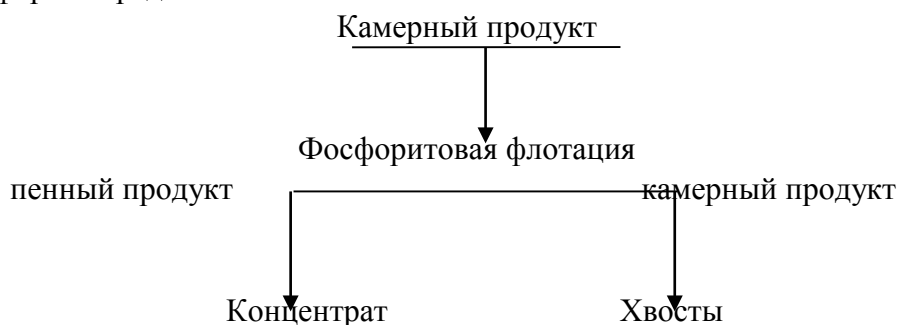 Камерный продукт
Фосфоритовая флотация
пенный продукт камерный продукт
Концентрат Хвосты